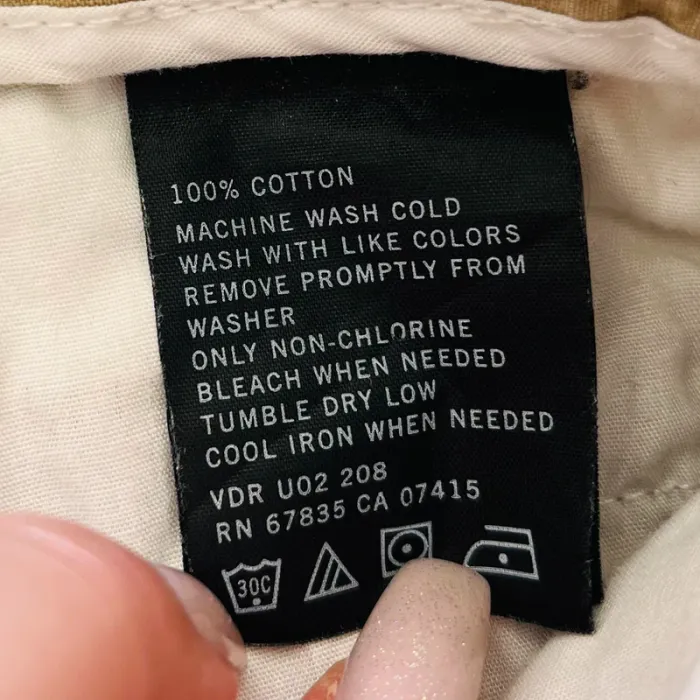 100% COTTON
MACHINE WASH COLD
WASH WITH LIKE COLORS
REMOVE PROMPTLY FROM
WASHER
ONLY NON-CHLORINE
BLEACH WHEN NEEDED
TUMBLE DRY LOW
COOL IRON WHEN NEEDED
VDR U02 208
RN 67835 CA 07415
30C